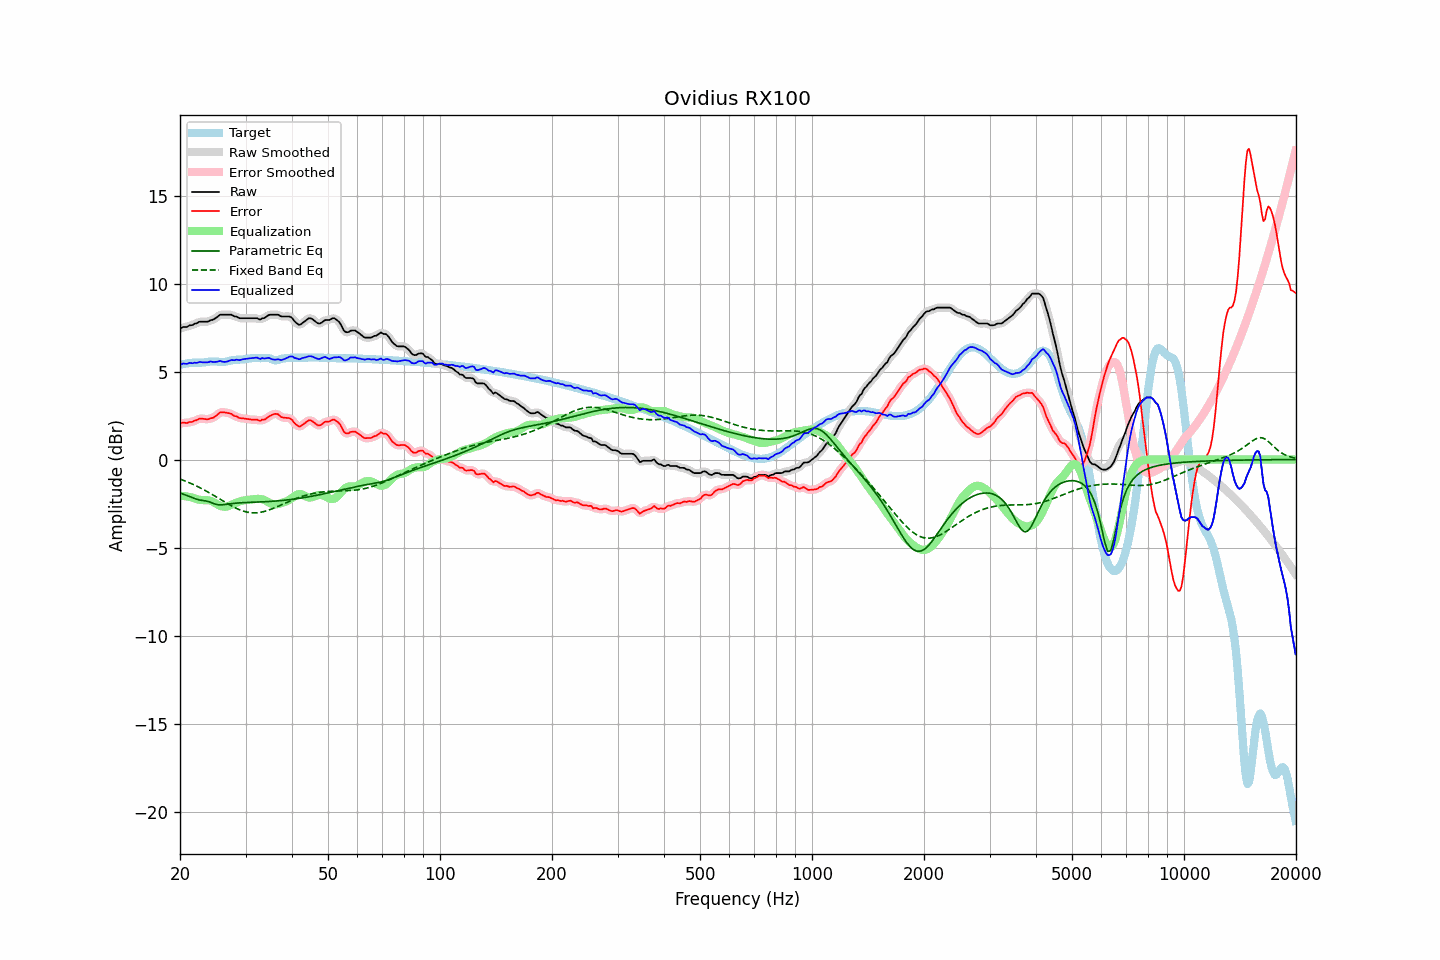 Ovidius RX100
Target
Raw Smoothed
Error Smoothed
Raw
Error
Equalization
Parametric Eq
Fixed Band Eq
Equalized
15
10
5
0
−5
−10
−15
−20
Amplitude (dBr)
20
50
100
200
500
1000
2000
5000
10000
20000
Frequency (Hz)